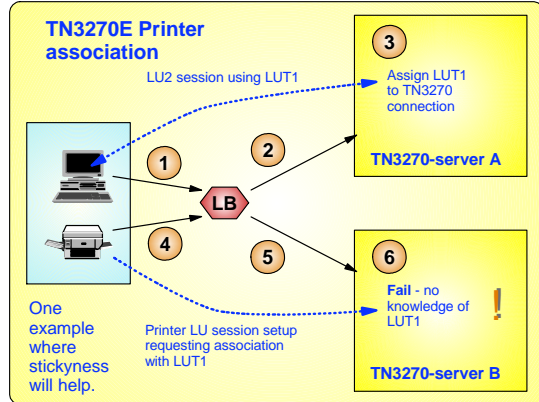 TN3270E Printer
association
LU2 session using LUT1
3
Assign LUT1
to TN3270
connection
TN3270-server A
1
2
LB
4
5
6
Fail - no
knowledge of
LUT1
!
TN3270-server B
One
example
where
stickyness
will help.
Printer LU session setup
requesting association
with LUT1